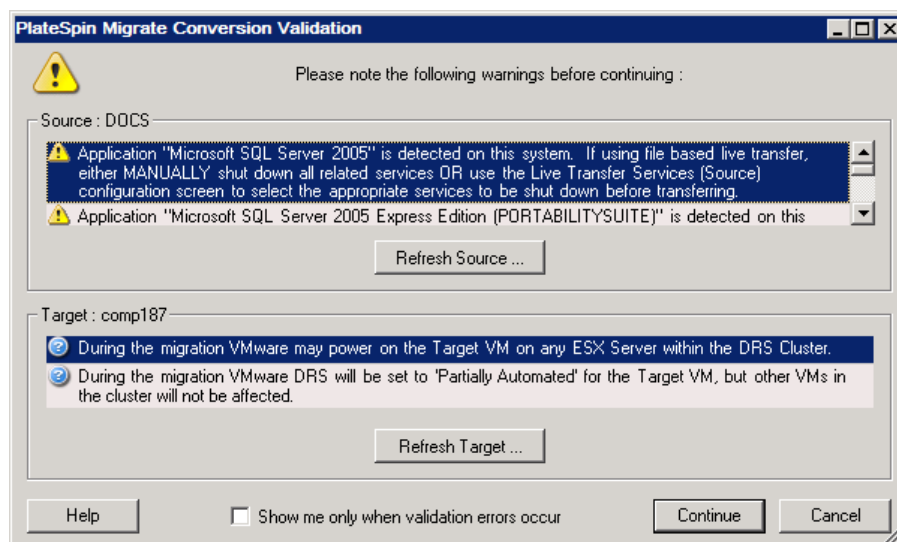 PlateSpin Migrate Conversion Validation
Please note the following warnings before continuing :
Source : DOCS
Application "Microsoft SQL Server 2005" is detected on this system. If using file based live transfer,
either MANUALLY shut down all related services OR use the Live Transfer Services (Source)
configuration screen to select the appropriate services to be shut down before transferring.
Application "Microsoft SQL Server 2005 Express Edition (PORTABILITYSUITE)" is detected on this
Refresh Source ...
Target : comp187
During the migration VMware may power on the Target VM on any ESX Server within the DRS Cluster.
During the migration VMware DRS will be set to 'Partially Automated' for the Target VM, but other VMs in
the cluster will not be affected.
Refresh Target ...
Help
Show me only when validation errors occur
Continue
Cancel